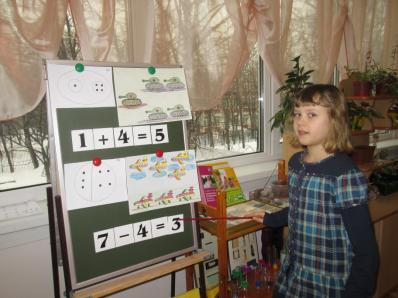 1 + 4 = 5
7 - 4 = 3